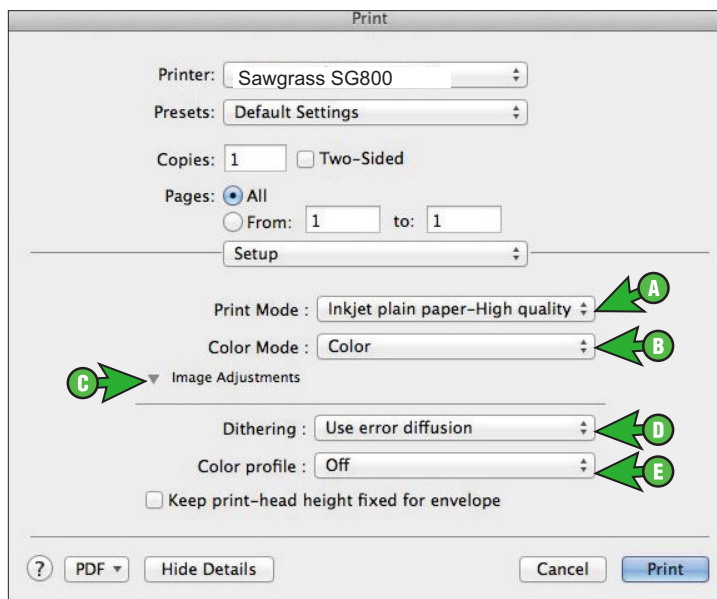 Print
Printer: Sawgrass SG800
Presets: Default Settings
Copies: 1 Two-Sided
Pages: All
From: 1 to: 1
Setup
A
Print Mode : Inkjet plain paper-High quality
Color Mode : Color B
C Image Adjustments
Dithering : Use error diffusion D
Color profile : Off E
Keep print-head height fixed for envelope
? PDF Hide Details Cancel Print